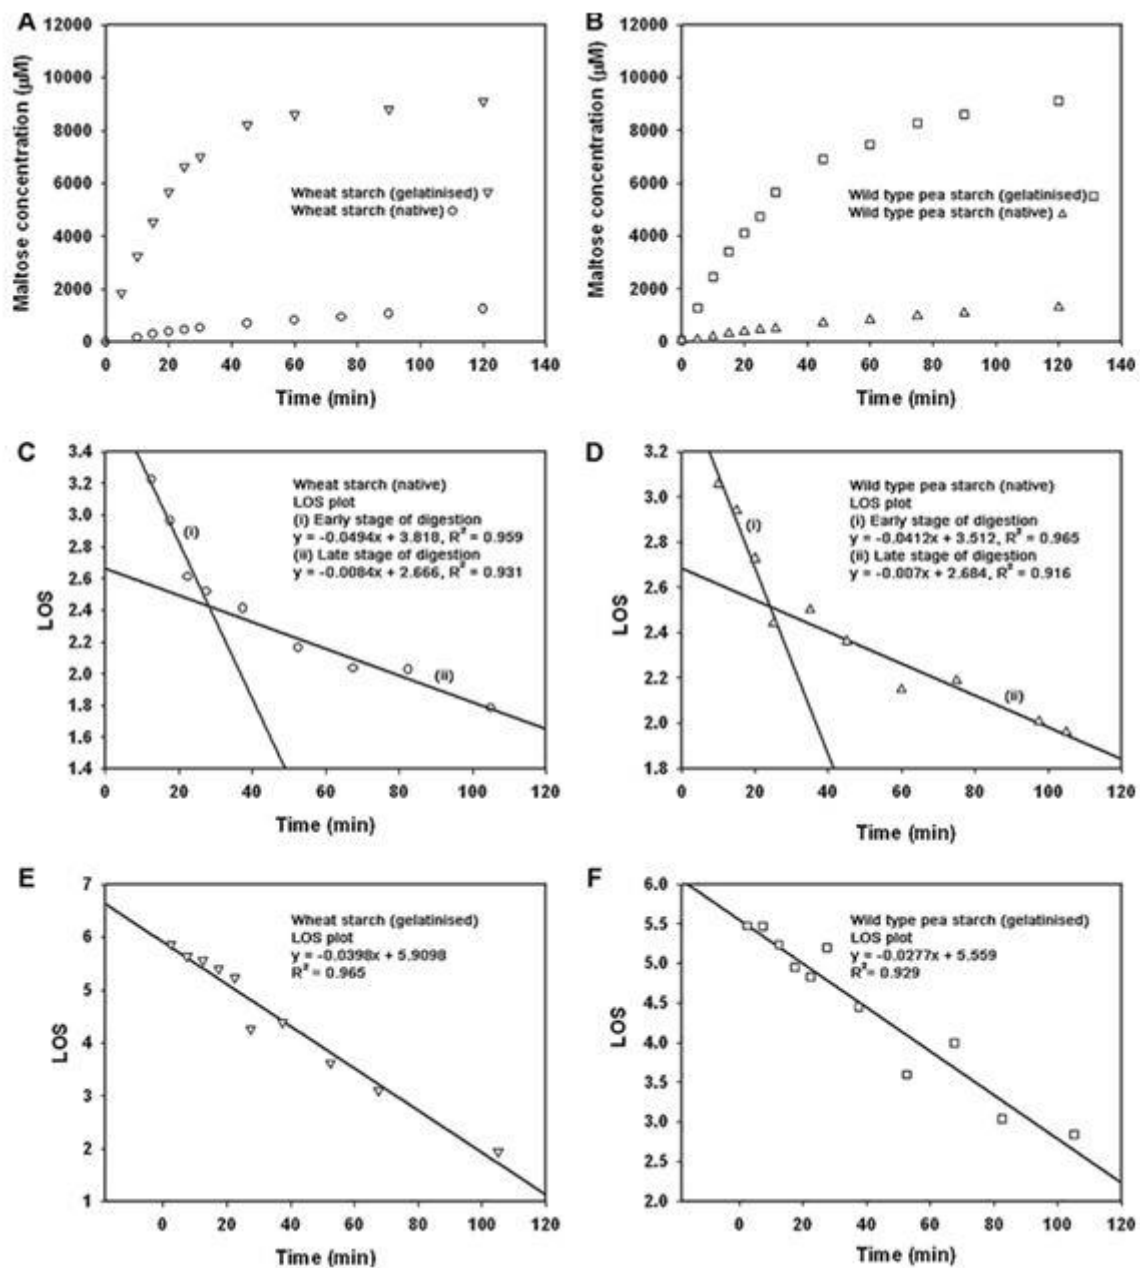 A
12000
10000
8000
6000
4000
2000
0
Maltose concentration (µM)
Wheat starch (gelatinised)
Wheat starch (native)
0 20 40 60 80 100 120 140
Time (min)
B
12000
10000
8000
6000
4000
2000
0
Maltose concentration (µM)
Wild type pea starch (gelatinised)
Wild type pea starch (native)
0 20 40 60 80 100 120 140
Time (min)
C
3.4
3.2
3.0
2.8
2.6
2.4
2.2
2.0
1.8
1.6
1.4
LOS
Wheat starch (native)
LOS plot
(i) Early stage of digestion
y = -0.0494x + 3.818, R² = 0.959
(ii) Late stage of digestion
y = -0.0084x + 2.666, R² = 0.931
(i)
(ii)
0 20 40 60 80 100 120
Time (min)
D
3.2
3.0
2.8
2.6
2.4
2.2
2.0
1.8
LOS
Wild type pea starch (native)
LOS plot
(i) Early stage of digestion
y = -0.0412x + 3.512, R² = 0.965
(ii) Late stage of digestion
y = -0.007x + 2.684, R² = 0.916
(i)
(ii)
0 20 40 60 80 100 120
Time (min)
E
7
6
5
4
3
2
1
LOS
Wheat starch (gelatinised)
LOS plot
y = -0.0398x + 5.9098
R² = 0.965
0 20 40 60 80 100 120
Time (min)
F
6.0
5.5
5.0
4.5
4.0
3.5
3.0
2.5
2.0
LOS
Wild type pea starch (gelatinised)
LOS plot
y = -0.0277x + 5.559
R² = 0.929
0 20 40 60 80 100 120
Time (min)